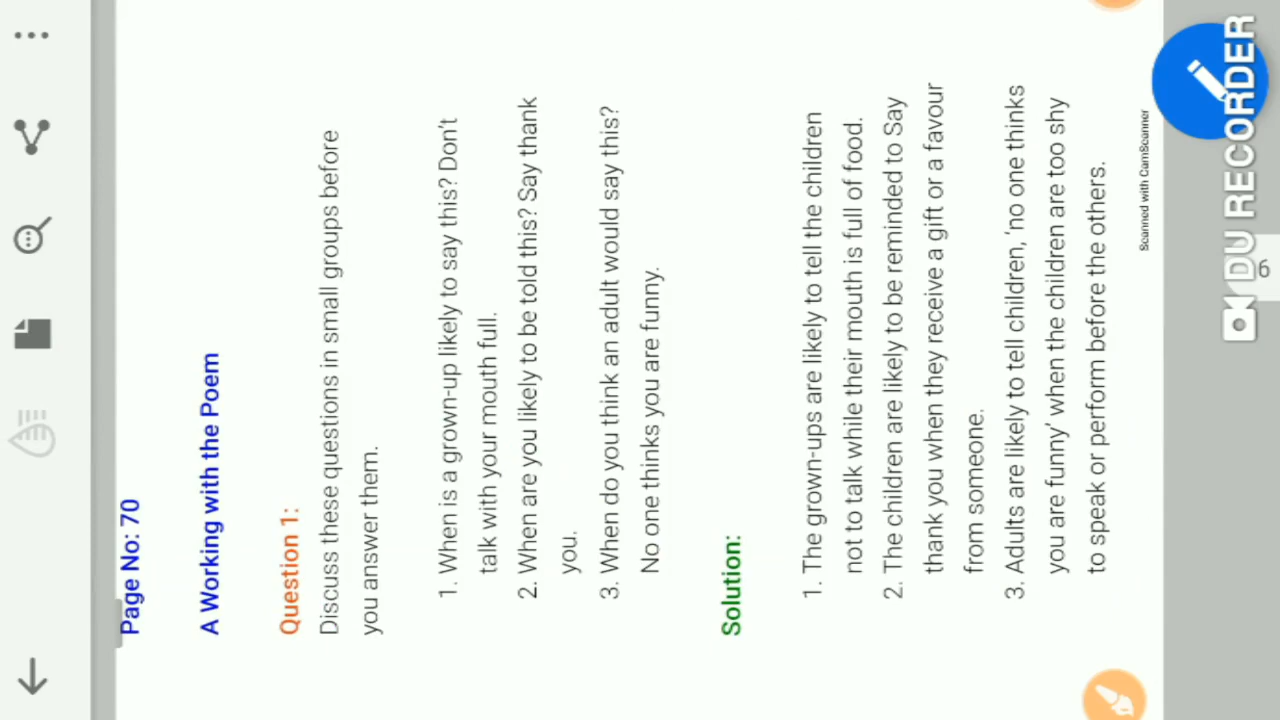 Page No: 70
A Working with the Poem
Question 1:
Discuss these questions in small groups before
you answer them.
1. When is a grown-up likely to say this? Don't
talk with your mouth full.
2. When are you likely to be told this? Say thank
you.
3. When do you think an adult would say this?
No one thinks you are funny.
Solution:
1. The grown-ups are likely to tell the children
not to talk while their mouth is full of food.
2. The children are likely to be reminded to Say
thank you when they receive a gift or a favour
from someone.
3. Adults are likely to tell children, 'no one thinks
you are funny' when the children are too shy
to speak or perform before the others.
Scanned with CamScanner
DU RECORDER
6